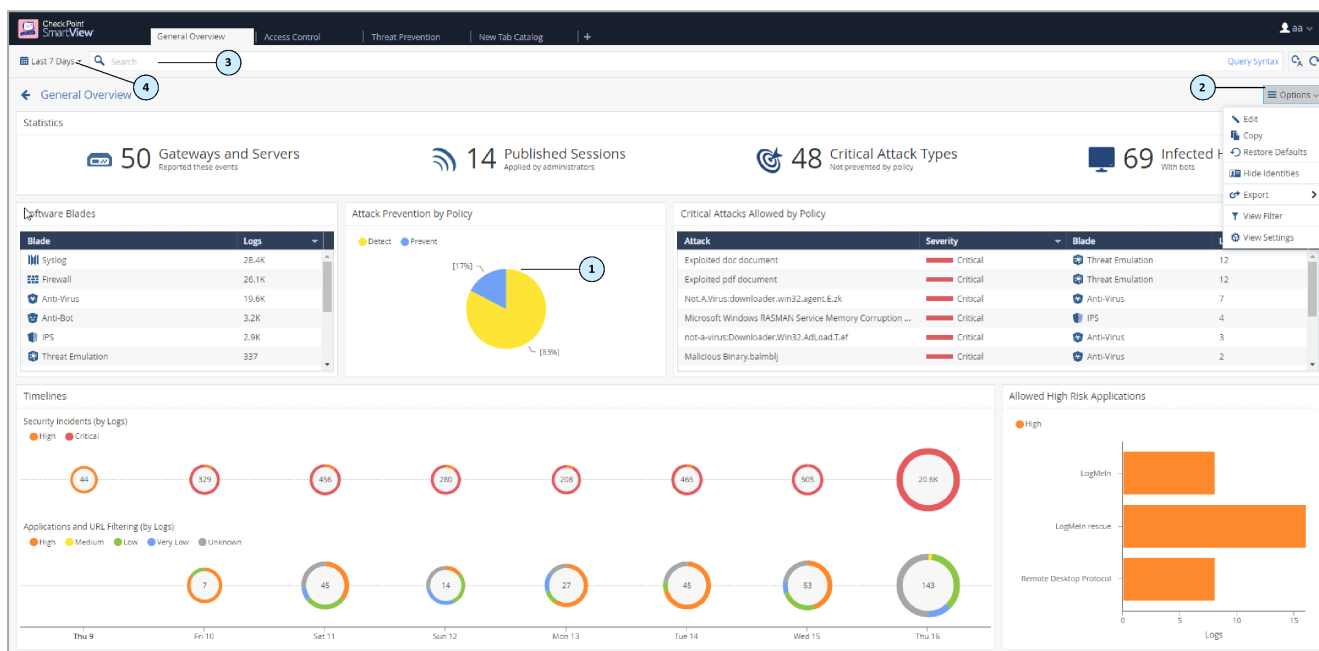 Check Point
SmartView
General Overview
Access Control
Threat Prevention
New Tab Catalog
+
aa
Last 7 Days
Search
3
Query Syntax
4
General Overview
2
Options
Edit
Copy
Restore Defaults
Hide Identities
Export
View Filter
View Settings
Statistics
50 Gateways and Servers
Reported these events
14 Published Sessions
Applied by administrators
48 Critical Attack Types
Not prevented by policy
69 Infected H
With bots
Software Blades
Blade Logs
Syslog 28.4K
Firewall 26.1K
Anti-Virus 19.6K
Anti-Bot 3.2K
IPS 2.9K
Threat Emulation 337
Attack Prevention by Policy
Detect Prevent
[17%]
1
[83%]
Critical Attacks Allowed by Policy
Attack Severity Blade L
Exploited doc document Critical Threat Emulation 12
Exploited pdf document Critical Threat Emulation 12
Not.A.Virus:downloader.win32.agent.E.zk Critical Anti-Virus 7
Microsoft Windows RASMAN Service Memory Corruption ... Critical IPS 4
not-a-virus:Downloader.Win32.AdLoad.T.ef Critical Anti-Virus 3
Malicious Binary.balmblj Critical Anti-Virus 2
Timelines
Security Incidents (by Logs)
High Critical
44 329 456 280 208 465 505 20.6K
Applications and URL Filtering (by Logs)
High Medium Low Very Low Unknown
7 45 14 27 45 53 143
Thu 9 Fri 10 Sat 11 Sun 12 Mon 13 Tue 14 Wed 15 Thu 16
Allowed High Risk Applications
High
LogMeIn
LogMeIn rescue
Remote Desktop Protocol
0 5 10 15
Logs